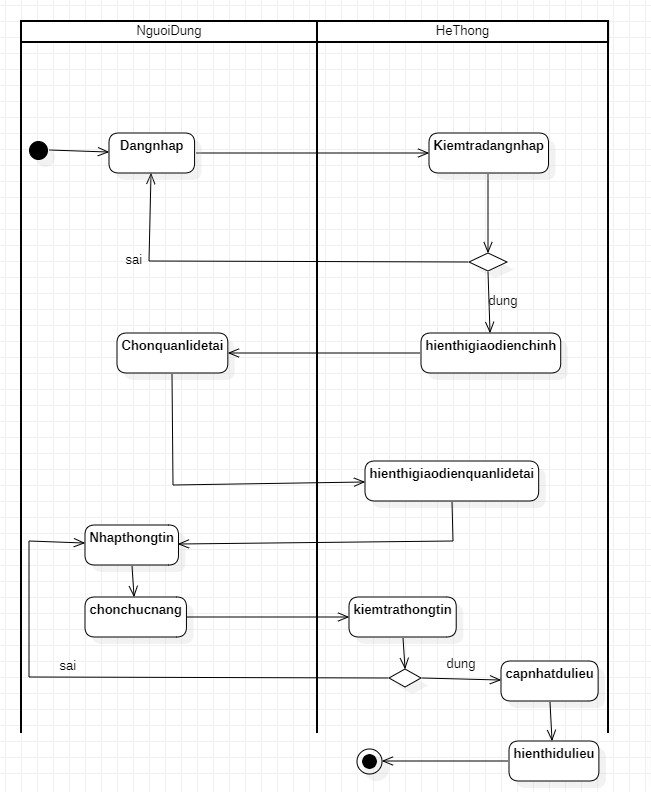 NguoiDung
HeThong
Dangnhap
Kiemtradangnhap
sai
dung
Chonquanlidetai
hienthigiaodienchinh
hienthigiaodienquanlidetai
Nhapthongtin
chonchucnang
kiemtrathongtin
sai
dung
capnhatdulieu
hienthidulieu